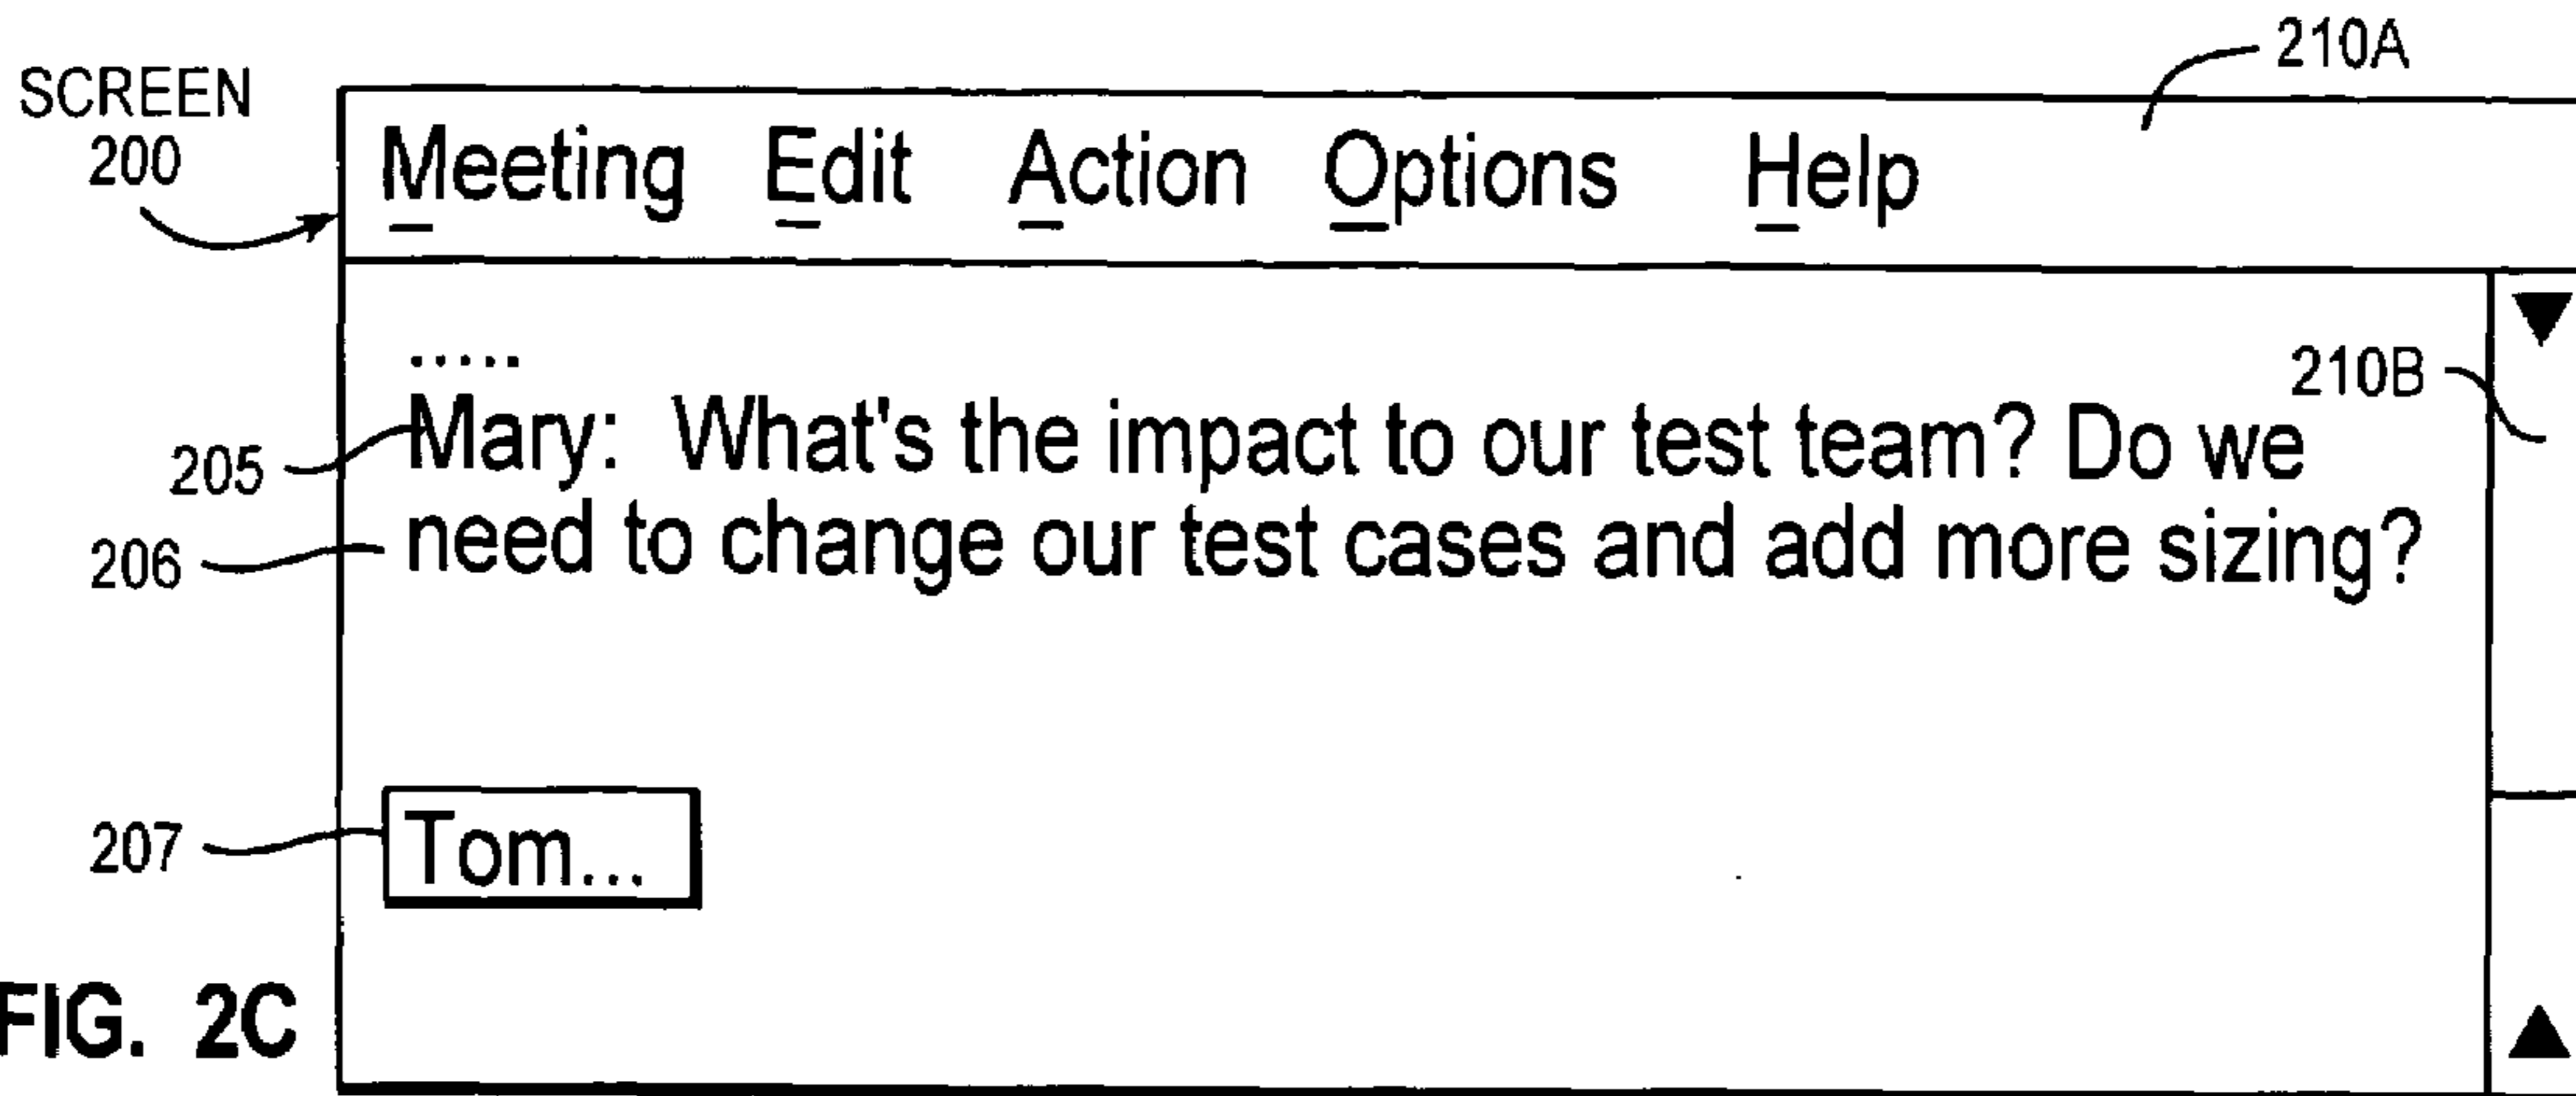 210A
SCREEN
200
Meeting Edit Action Options Help
.....
210B
Mary: What's the impact to our test team? Do we
205
need to change our test cases and add more sizing?
206
Tom...
207
FIG. 2C